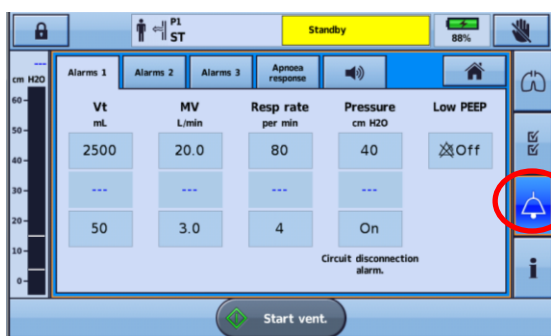 P1
ST
Standby
88%
---
cm H20
60
50
40
30
20
10
0
Alarms 1
Alarms 2
Alarms 3
Apnoea
response
Vt
mL
MV
L/min
Resp rate
per min
Pressure
cm H2O
Low PEEP
2500
20.0
80
40
Off
---
---
---
---
50
3.0
4
On
Circuit disconnection
alarm.
i
Start vent.